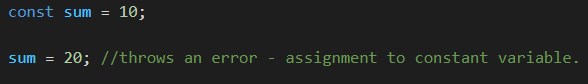 const sum = 10;
sum = 20; //throws an error - assignment to constant variable.